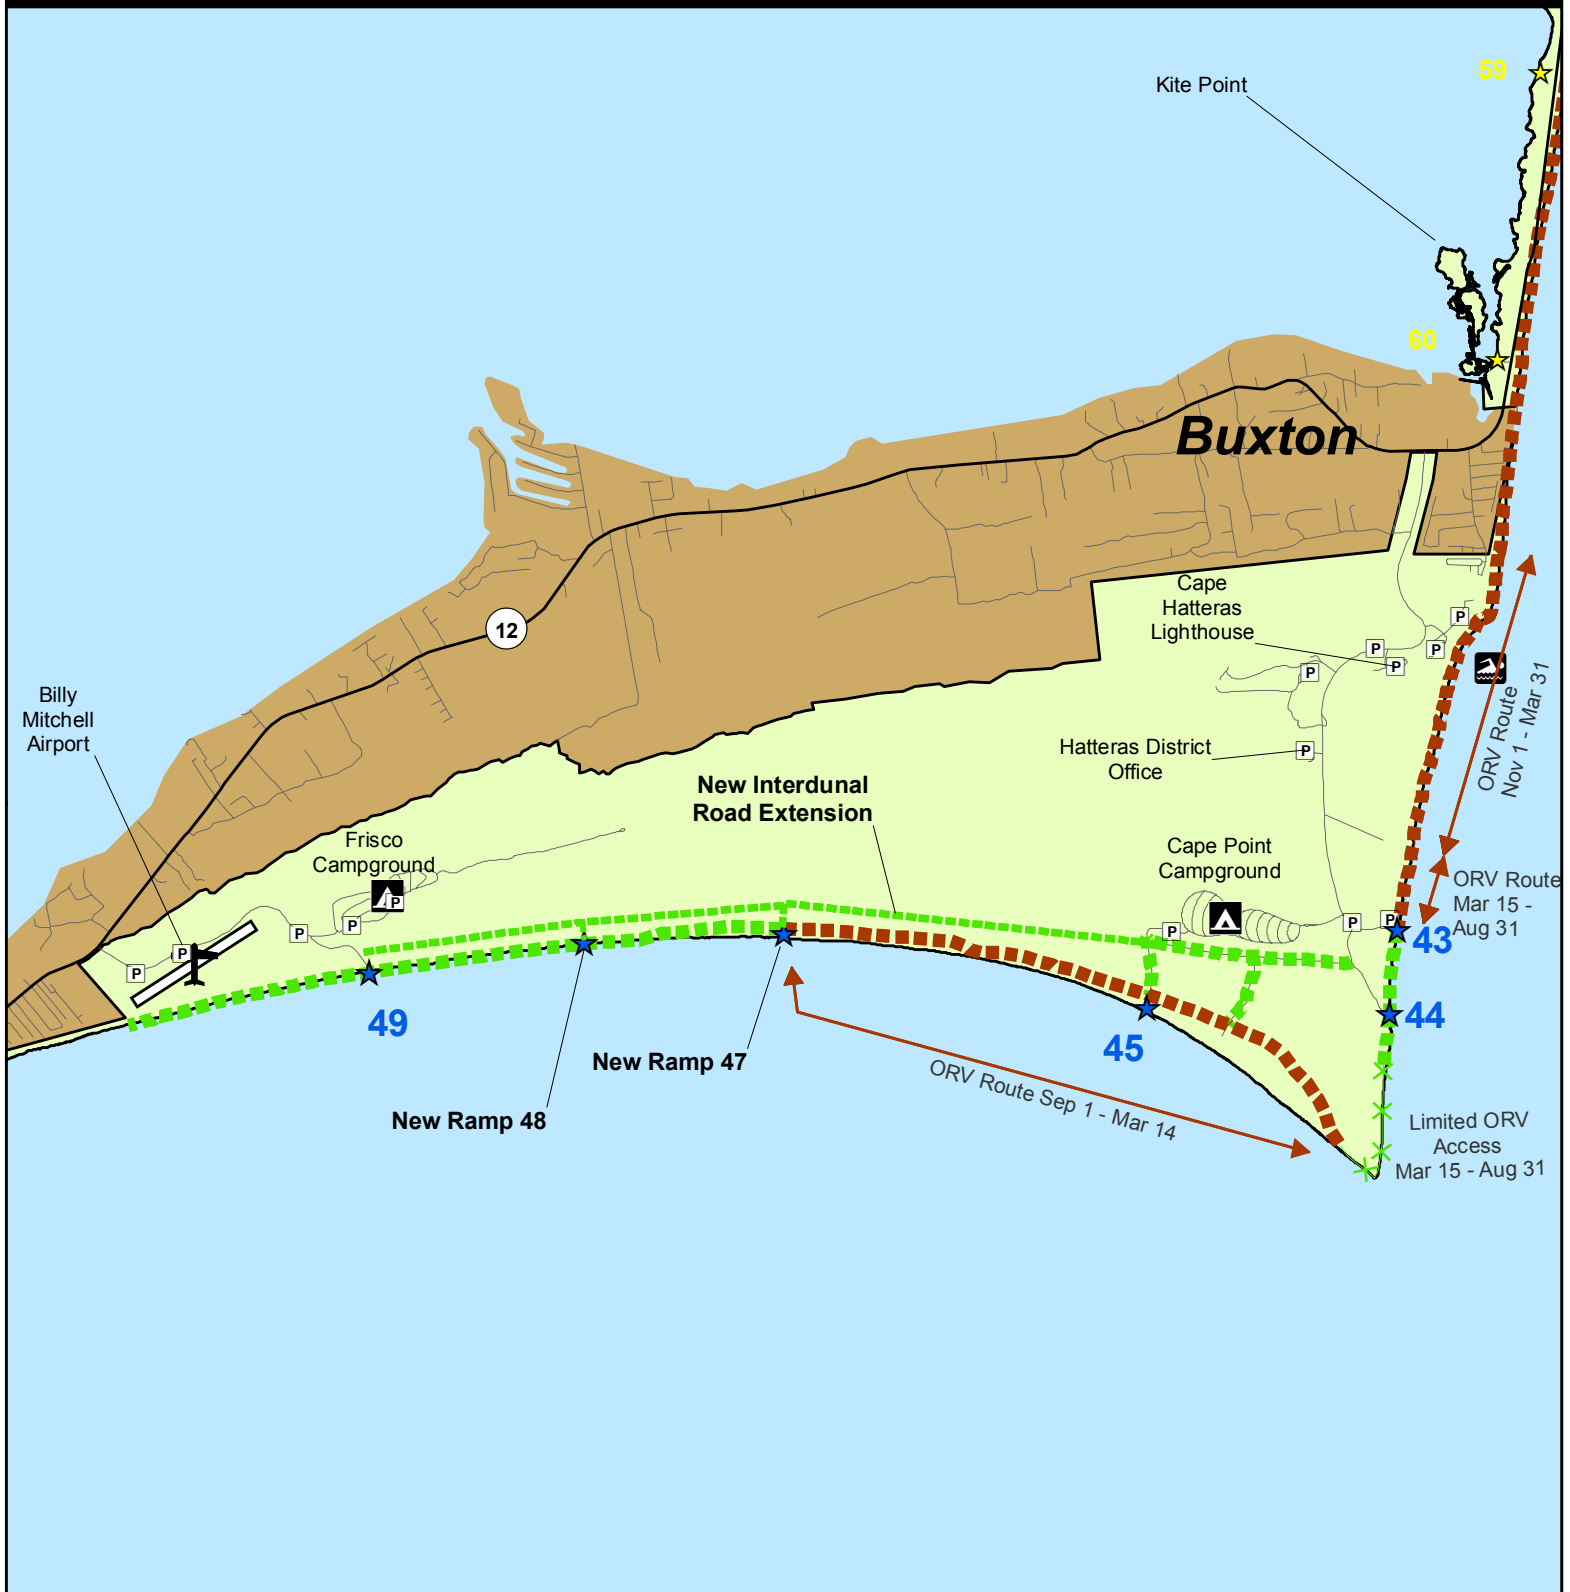 59
Kite Point
60
Buxton
12
Cape
Hatteras
Lighthouse
P
P
P
P
P
ORV Route
Nov 1 - Mar 31
Billy
Mitchell
Airport
Hatteras District
Office
P
New Interdunal
Road Extension
Frisco
Campground
P
Cape Point
Campground
ORV Route
Mar 15 -
Aug 31
P
P
P
P
P
P
P
43
49
44
45
New Ramp 47
New Ramp 48
ORV Route Sep 1 - Mar 14
Limited ORV
Access
Mar 15 - Aug 31